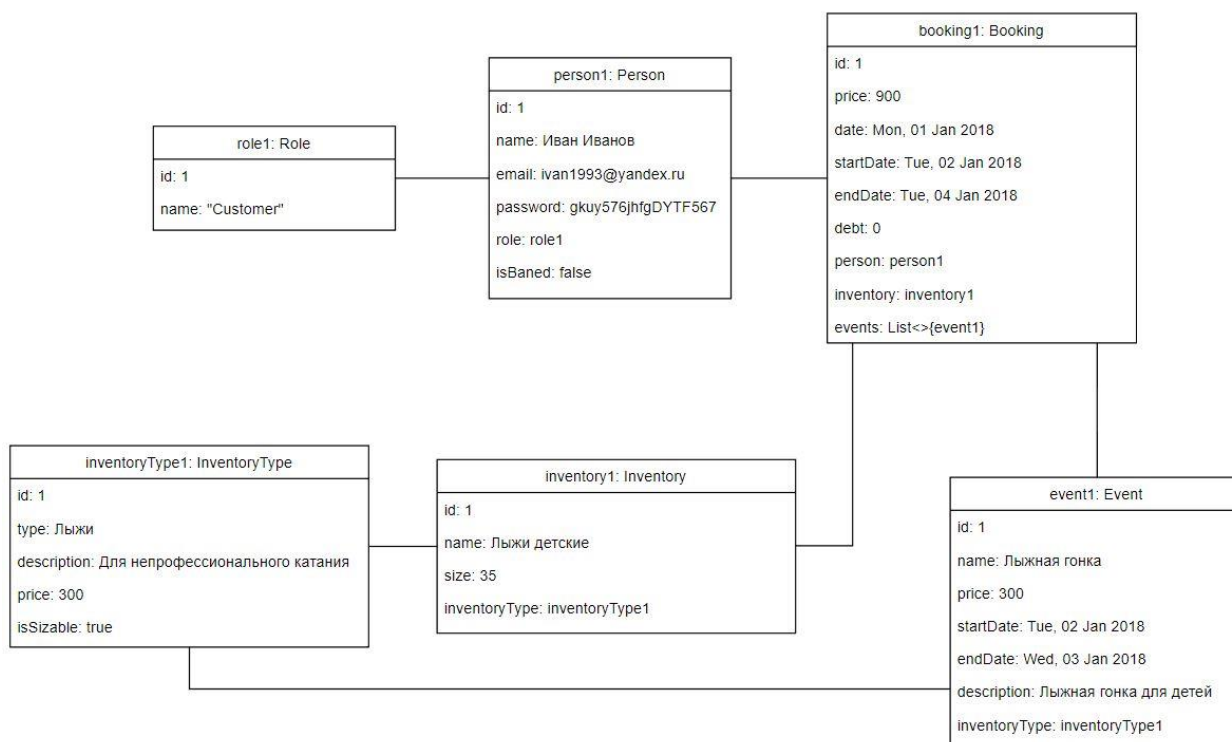 booking1: Booking
id: 1
price: 900
date: Mon, 01 Jan 2018
startDate: Tue, 02 Jan 2018
endDate: Tue, 04 Jan 2018
debt: 0
person: person1
inventory: inventory1
events: List<>{event1}
person1: Person
id: 1
name: Иван Иванов
email: ivan1993@yandex.ru
password: gkuy576jhfgDYTF567
role: role1
isBaned: false
role1: Role
id: 1
name: "Customer"
inventoryType1: InventoryType
id: 1
type: Лыжи
description: Для непрофессионального катания
price: 300
isSizable: true
inventory1: Inventory
id: 1
name: Лыжи детские
size: 35
inventoryType: inventoryType1
event1: Event
id: 1
name: Лыжная гонка
price: 300
startDate: Tue, 02 Jan 2018
endDate: Wed, 03 Jan 2018
description: Лыжная гонка для детей
inventoryType: inventoryType1